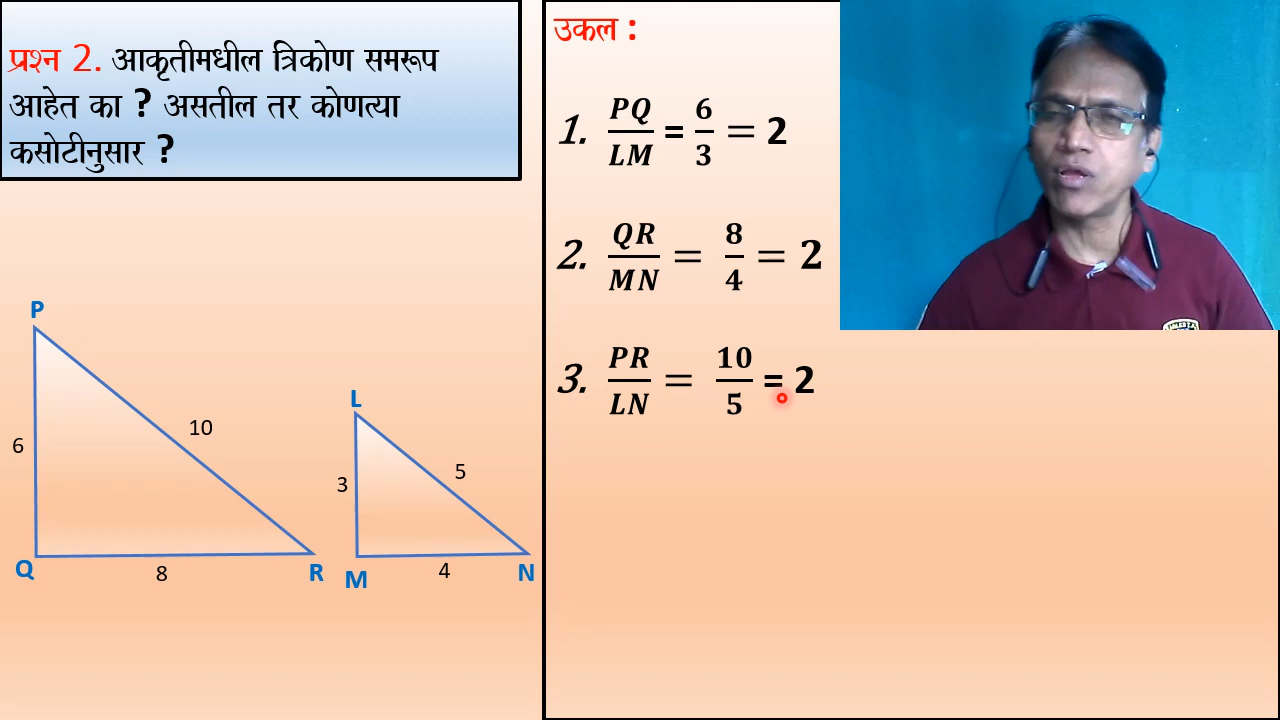 प्रश्न 2. आकृतीमधील त्रिकोण समरूप
आहेत का ? असतील तर कोणत्या
कसोटीनुसार ?
उकल :
1. PQ/LM = 6/3 = 2
2. QR/MN = 8/4 = 2
3. PR/LN = 10/5 = 2
P
6
10
Q
8
R
L
3
5
M
4
N